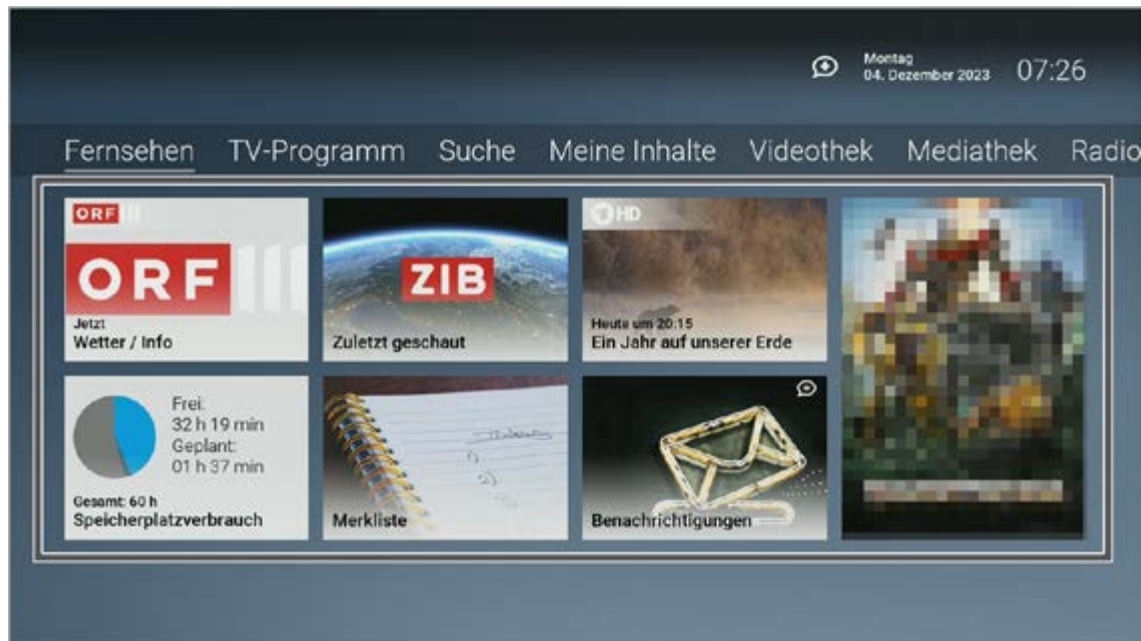 Montag
04. Dezember 2023
07:26
Fernsehen TV-Programm Suche Meine Inhalte Videothek Mediathek Radio
ORF
ORF
Jetzt
Wetter / Info
ZIB
Zuletzt geschaut
HD
Heute um 20:15
Ein Jahr auf unserer Erde
Frei:
32 h 19 min
Geplant:
01 h 37 min
Gesamt: 60 h
Speicherplatzverbrauch
1)
2)
Merkliste
Benachrichtigungen